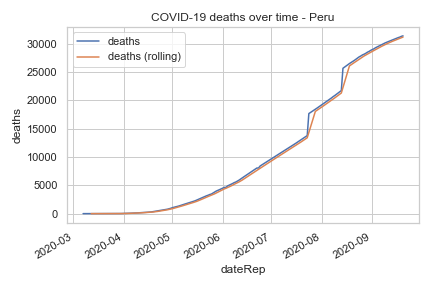 COVID-19 deaths over time - Peru
deaths
deaths (rolling)
30000
25000
20000
15000
10000
5000
0
deaths
2020-03
2020-04
2020-05
2020-06
2020-07
2020-08
2020-09
dateRep